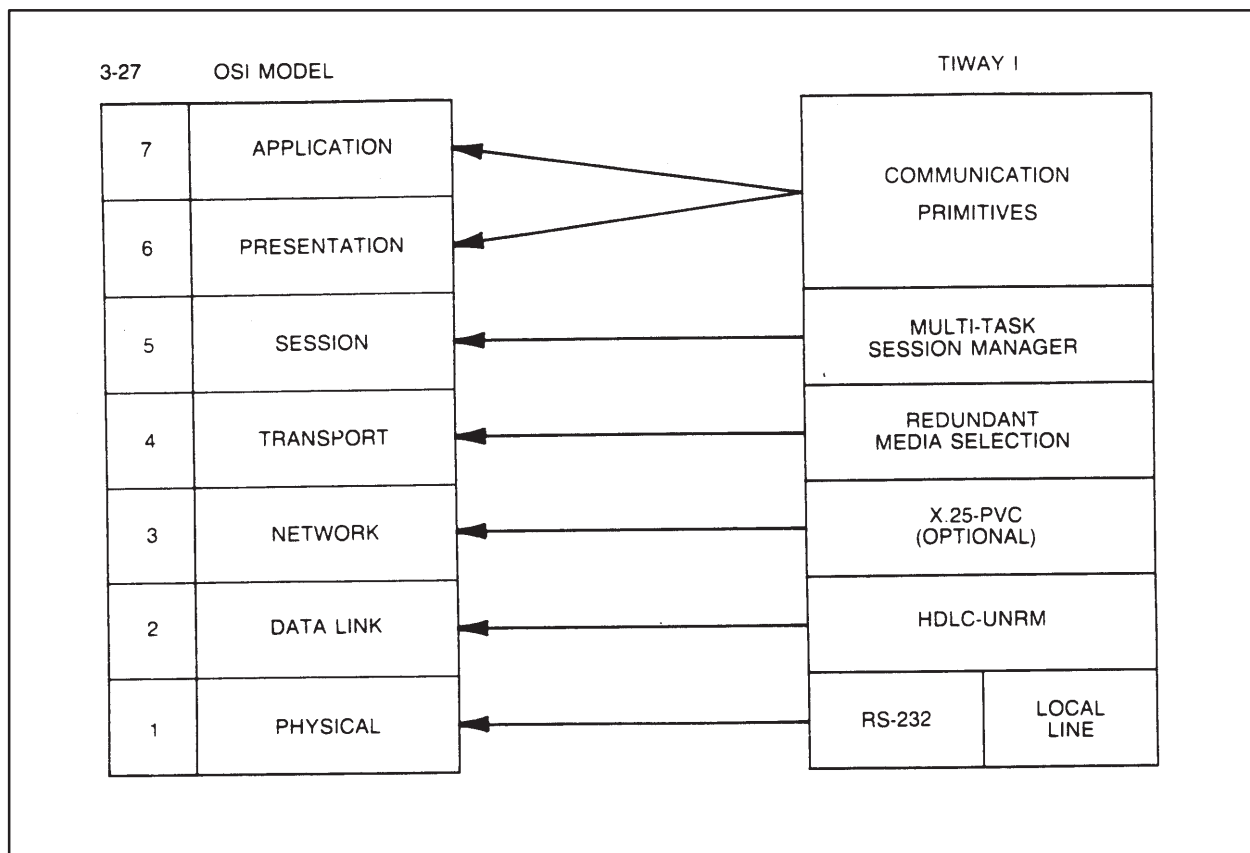 3-27 OSI MODEL
7 APPLICATION
6 PRESENTATION
5 SESSION
4 TRANSPORT
3 NETWORK
2 DATA LINK
1 PHYSICAL
TIWAY I
COMMUNICATION
PRIMITIVES
MULTI-TASK
SESSION MANAGER
REDUNDANT
MEDIA SELECTION
X.25-PVC
(OPTIONAL)
HDLC-UNRM
RS-232
LOCAL
LINE